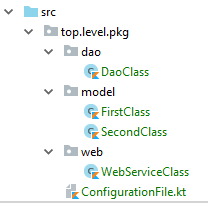 src
top.level.pkg
dao
DaoClass
model
FirstClass
SecondClass
web
WebServiceClass
ConfigurationFile.kt